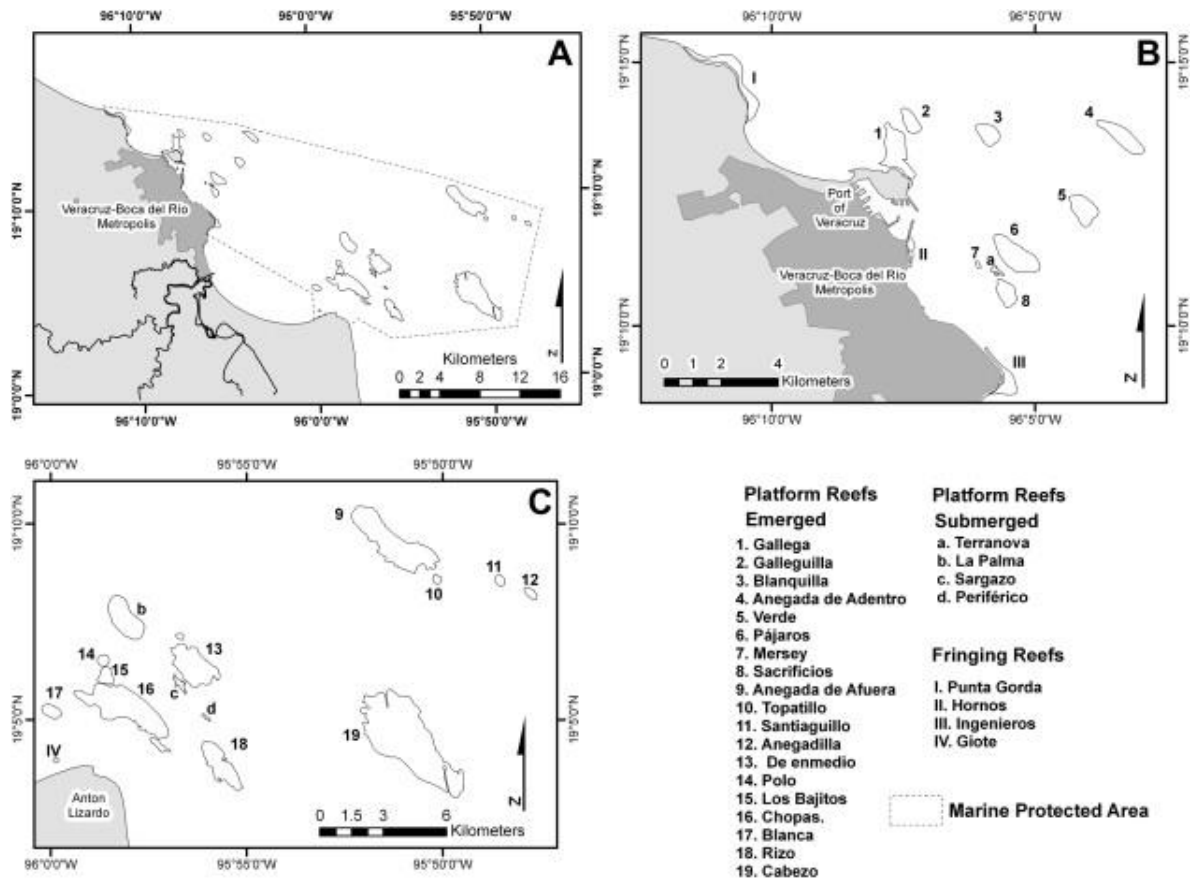 96°10'0"W 96°0'0"W 95°50'0"W
A
19°10'0"N
19°10'0"N
Veracruz-Boca del Río
Metropolis
Kilometers
0 2 4 8 12 16
N
19°0'0"N
19°0'0"N
96°10'0"W 96°0'0"W 95°50'0"W
96°10'0"W 96°5'0"W
B
19°15'0"N
19°15'0"N
I
1
2
3
4
5
6
7
a
8
Port
of
Veracruz
II
Veracruz-Boca del Río
Metropolis
III
19°10'0"N
19°10'0"N
0 1 2 4
Kilometers
N
96°10'0"W 96°5'0"W
96°0'0"W 95°55'0"W 95°50'0"W
C
19°10'0"N
19°10'0"N
9
10
11
12
b
13
14
15
16
17
c
d
18
19
IV
19°5'0"N
19°5'0"N
Anton
Lizardo
0 1.5 3 6
Kilometers
N
96°0'0"W 95°55'0"W 95°50'0"W
Platform Reefs
Emerged
1. Gallega
2. Galleguilla
3. Blanquilla
4. Anegada de Adentro
5. Verde
6. Pájaros
7. Mersey
8. Sacrificios
9. Anegada de Afuera
10. Topatillo
11. Santiaguillo
12. Anegadilla
13. De enmedio
14. Polo
15. Los Bajitos
16. Chopas.
17. Blanca
18. Rizo
19. Cabezo
Platform Reefs
Submerged
a. Terranova
b. La Palma
c. Sargazo
d. Periférico
Fringing Reefs
I. Punta Gorda
II. Hornos
III. Ingenieros
IV. Giote
Marine Protected Area